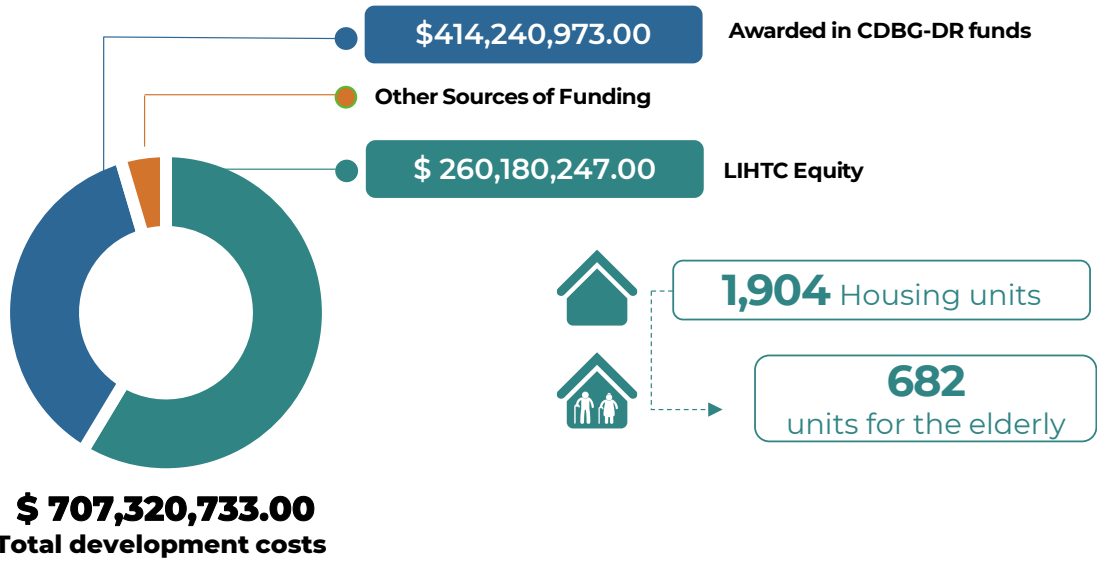 $414,240,973.00
Awarded in CDBG-DR funds
Other Sources of Funding
$ 260,180,247.00
LIHTC Equity
1,904 Housing units
682
units for the elderly
$ 707,320,733.00
Total development costs